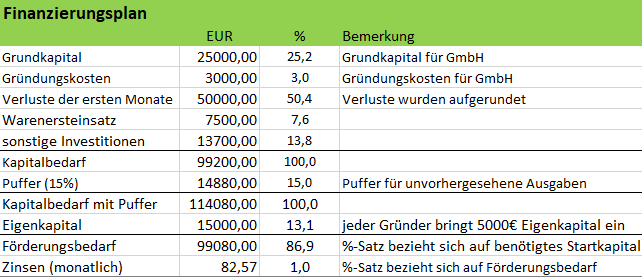 Finanzierungsplan
EUR % Bemerkung
Grundkapital 25000,00 25,2 Grundkapital für GmbH
Gründungskosten 3000,00 3,0 Gründungskosten für GmbH
Verluste der ersten Monate 50000,00 50,4 Verluste wurden aufgerundet
Warenersteinsatz 7500,00 7,6
sonstige Investitionen 13700,00 13,8
Kapitalbedarf 99200,00 100,0
Puffer (15%) 14880,00 15,0 Puffer für unvorhergesehene Ausgaben
Kapitalbedarf mit Puffer 114080,00 100,0
Eigenkapital 15000,00 13,1 jeder Gründer bringt 5000€ Eigenkapital ein
Förderungsbedarf 99080,00 86,9 %-Satz bezieht sich auf benötigtes Startkapital
Zinsen (monatlich) 82,57 1,0 %-Satz bezieht sich auf Förderungsbedarf